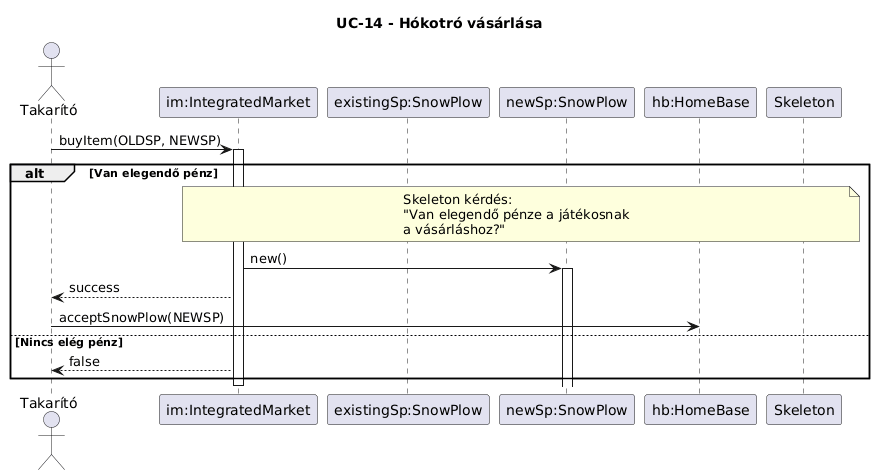 UC-14 - Hókotró vásárlása
Takarító
im:IntegratedMarket
existingSp:SnowPlow
newSp:SnowPlow
hb:HomeBase
Skeleton
buyItem(OLDSP, NEWSP)
alt
[Van elegendő pénz]
Skeleton kérdés:
"Van elegendő pénze a játékosnak
a vásárláshoz?"
new()
success
acceptSnowPlow(NEWSP)
[Nincs elég pénz]
false
Takarító
im:IntegratedMarket
existingSp:SnowPlow
newSp:SnowPlow
hb:HomeBase
Skeleton